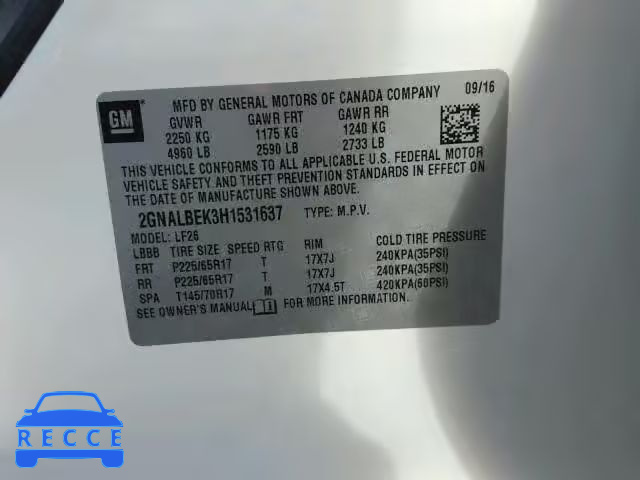 GM
MFD BY GENERAL MOTORS OF CANADA COMPANY 09/16
GVWR GAWR FRT GAWR RR
2250 KG 1175 KG 1240 KG
4960 LB 2590 LB 2733 LB
THIS VEHICLE CONFORMS TO ALL APPLICABLE U.S. FEDERAL MOTOR
VEHICLE SAFETY AND THEFT PREVENTION STANDARDS IN EFFECT ON
THE DATE OF MANUFACTURE SHOWN ABOVE.
2GNALBEK3H1531637 TYPE: M.P.V.
MODEL: LF26
LBBB TIRE SIZE SPEED RTG RIM COLD TIRE PRESSURE
FRT P225/65R17 T 17X7J 240KPA(35PSI)
RR P225/65R17 T 17X7J 240KPA(35PSI)
SPA T145/70R17 M 17X4.5T 420KPA(60PSI)
SEE OWNER'S MANUAL
RECCE